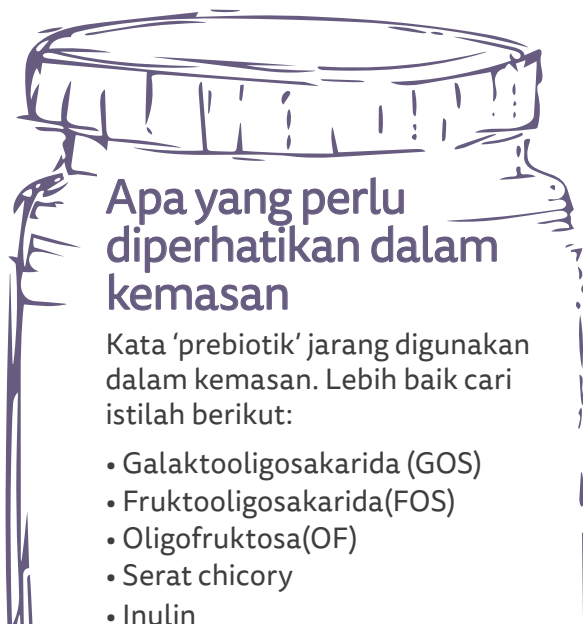 Apa yang perlu
diperhatikan dalam
kemasan
Kata ‘prebiotik’ jarang digunakan
dalam kemasan. Lebih baik cari
istilah berikut:
• Galaktooligosakarida (GOS)
• Fruktooligosakarida(FOS)
• Oligofruktosa(OF)
• Serat chicory
• Inulin